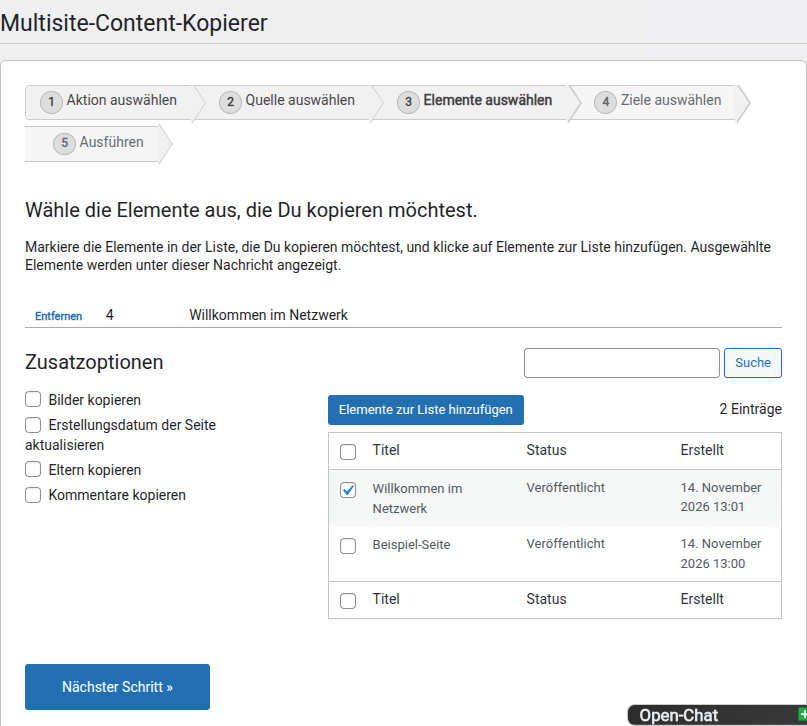 Multisite-Content-Kopierer
1 Aktion auswählen
2 Quelle auswählen
3 Elemente auswählen
4 Ziele auswählen
5 Ausführen
Wähle die Elemente aus, die Du kopieren möchtest.
Markiere die Elemente in der Liste, die Du kopieren möchtest, und klicke auf Elemente zur Liste hinzufügen. Ausgewählte
Elemente werden unter dieser Nachricht angezeigt.
Entfernen 4 Willkommen im Netzwerk
Zusatzoptionen
Bilder kopieren
Erstellungsdatum der Seite
aktualisieren
Eltern kopieren
Kommentare kopieren
Suche
Elemente zur Liste hinzufügen
2 Einträge
Titel Status Erstellt
Willkommen im Veröffentlicht 14. November
Netzwerk 2026 13:01
Beispiel-Seite Veröffentlicht 14. November
2026 13:00
Titel Status Erstellt
Nächster Schritt »
Open-Chat